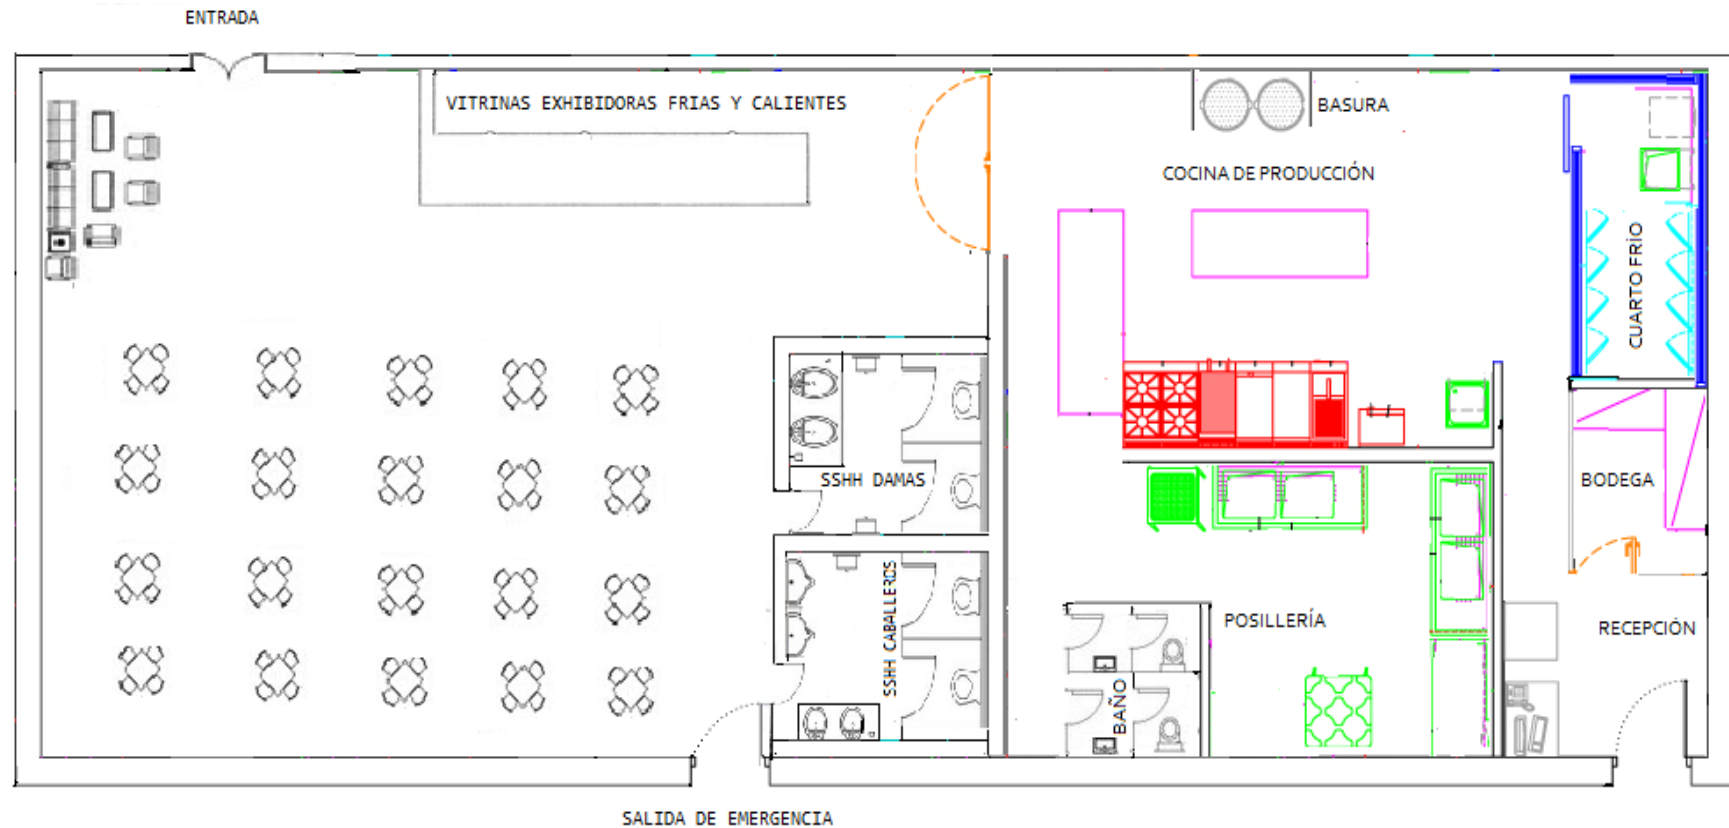 ENTRADA
VITRINAS EXHIBIDORAS FRIAS Y CALIENTES
BASURA
COCINA DE PRODUCCIÓN
CUARTO FRÍO
SSHH DAMAS
BODEGA
SSHH CABALLEROS
POSILLERÍA
RECEPCIÓN
BAÑO
SALIDA DE EMERGENCIA